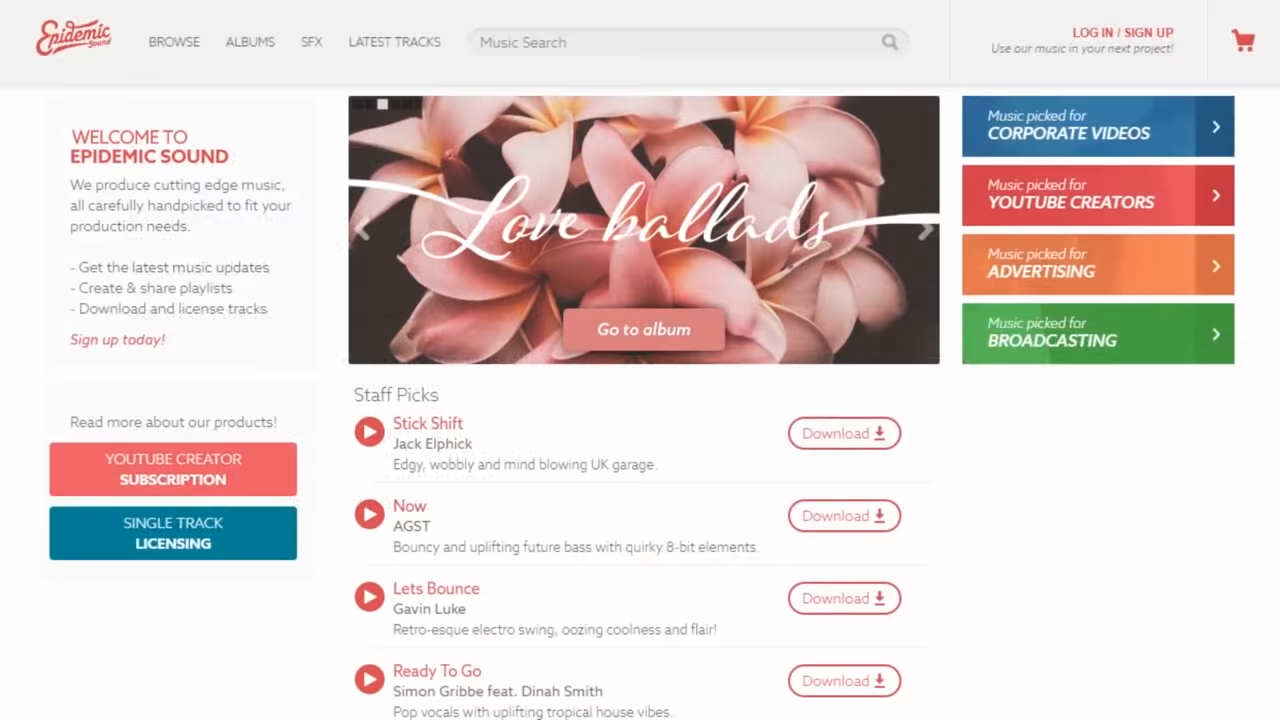 Epidemic Sound
BROWSE
ALBUMS
SFX
LATEST TRACKS
Music Search
LOG IN / SIGN UP
Use our music in your next project!
WELCOME TO
EPIDEMIC SOUND
We produce cutting edge music,
all carefully handpicked to fit your
production needs.
- Get the latest music updates
- Create & share playlists
- Download and license tracks
Sign up today!
Read more about our products!
YOUTUBE CREATOR
SUBSCRIPTION
SINGLE TRACK
LICENSING
Love ballads
Go to album
Staff Picks
Stick Shift
Jack Elphick
Edgy, wobbly and mind blowing UK garage.
Download
Now
AGST
Bouncy and uplifting future bass with quirky 8-bit elements.
Download
Lets Bounce
Gavin Luke
Retro-esque electro swing, oozing coolness and flair!
Download
Ready To Go
Simon Gribbe feat. Dinah Smith
Pop vocals with uplifting tropical house vibes.
Download
Music picked for
CORPORATE VIDEOS
Music picked for
YOUTUBE CREATORS
Music picked for
ADVERTISING
Music picked for
BROADCASTING